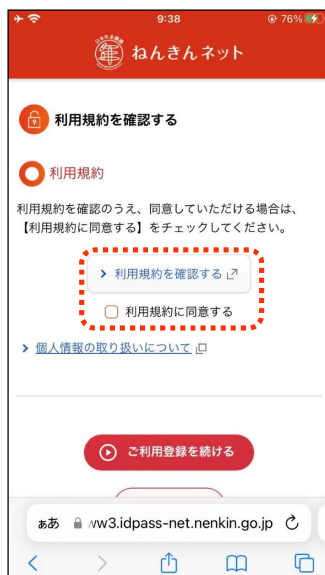 9:38
76%
日本年金機構
年 ねんきんネット
利用規約を確認する
利用規約
利用規約を確認のうえ、同意していただける場合は、
【利用規約に同意する】をチェックしてください。
利用規約を確認する
利用規約に同意する
個人情報の取り扱いについて
ご利用登録を続ける
ぁあ ww3.idpass-net.nenkin.go.jp